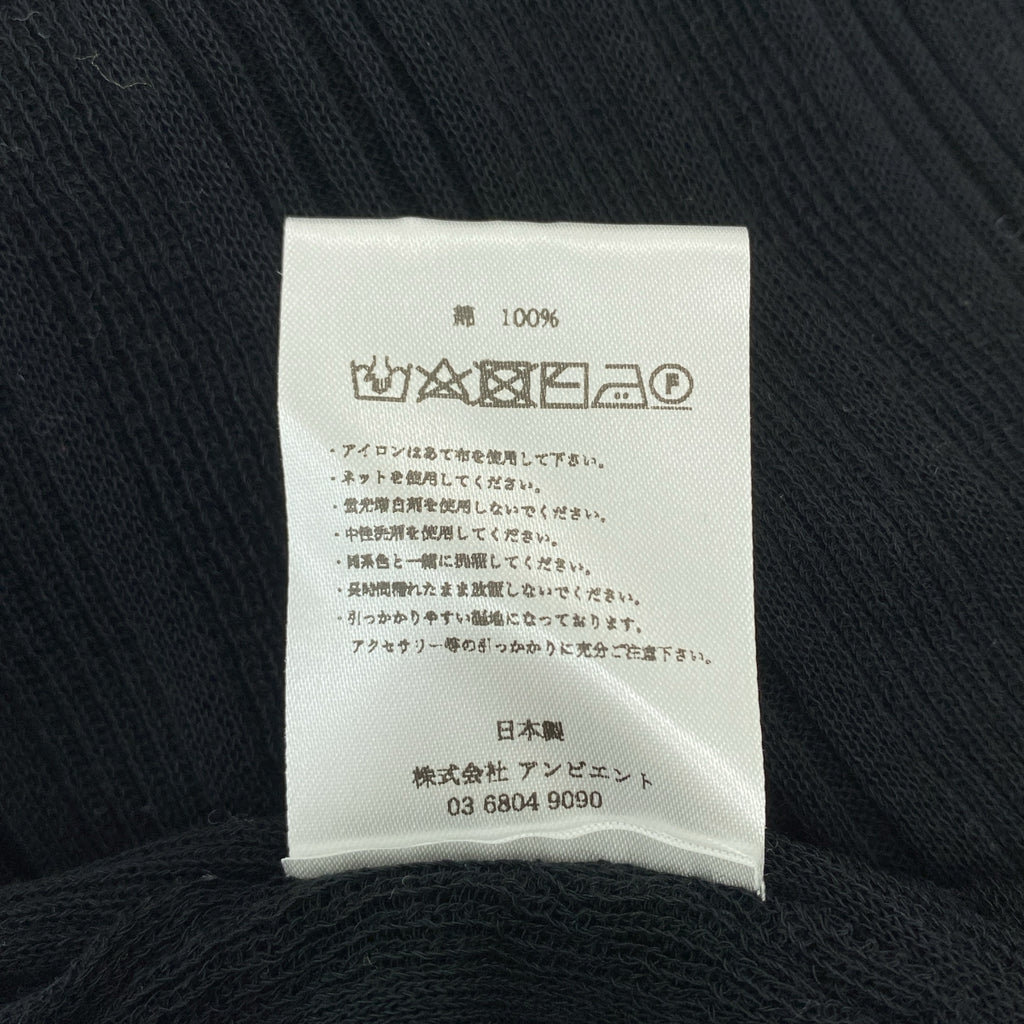 綿 100%
P
・アイロンはあて布を使用して下さい。
・ネットを使用してください。
・蛍光増白剤を使用しないでください。
・中性洗剤を使用してください。
・同系色と一緒に洗濯してください。
・長時間濡れたまま放置しないでください。
・引っかかりやすい編地になっております。
アクセサリー等の引っかかりに充分ご注意下さい。
日本製
株式会社 アンビエント
03 6804 9090